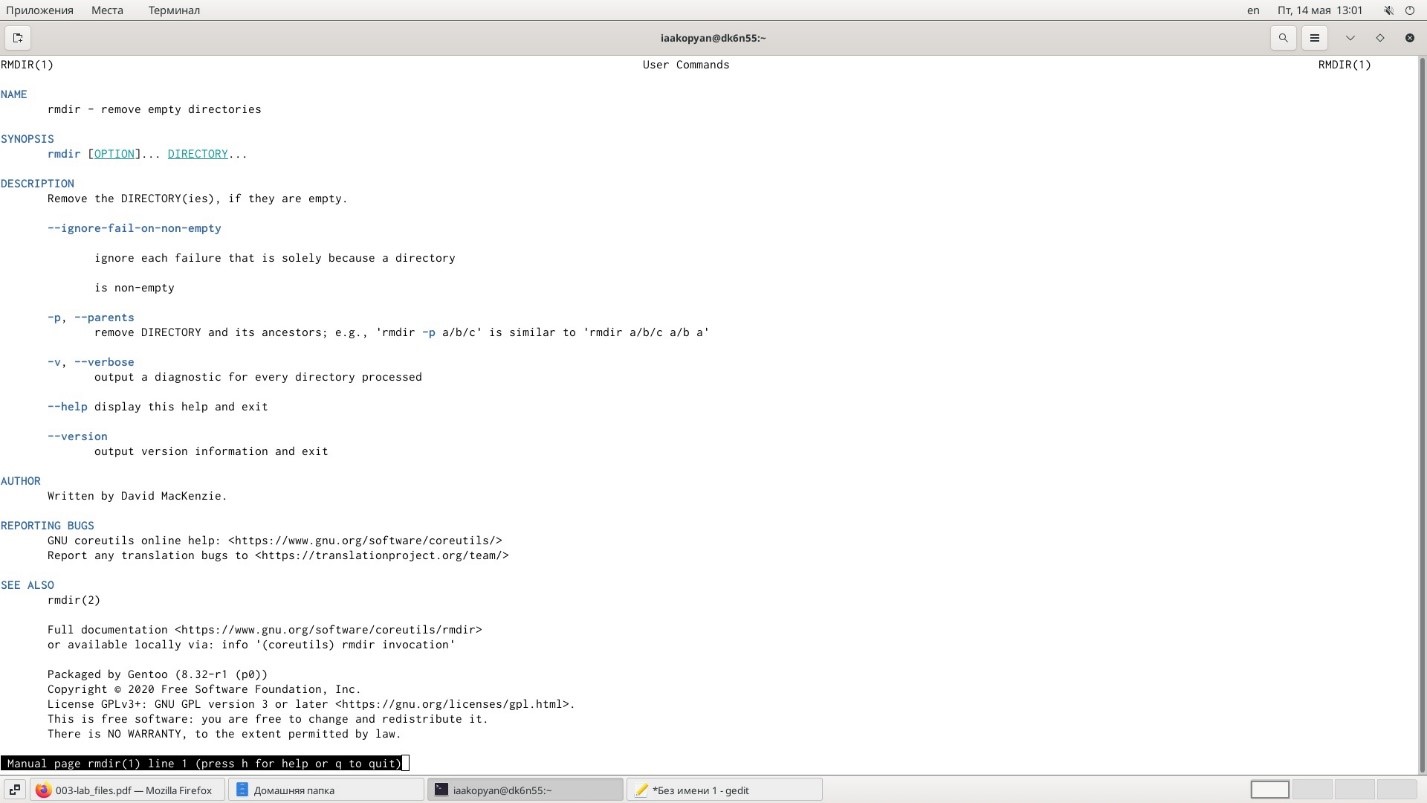 Приложения Места Терминал en Пт, 14 мая 13:01
iaakopyan@dk6n55:~
RMDIR(1) User Commands RMDIR(1)
NAME
rmdir - remove empty directories
SYNOPSIS
rmdir [OPTION]... DIRECTORY...
DESCRIPTION
Remove the DIRECTORY(ies), if they are empty.
--ignore-fail-on-non-empty
ignore each failure that is solely because a directory
is non-empty
-p, --parents
remove DIRECTORY and its ancestors; e.g., 'rmdir -p a/b/c' is similar to 'rmdir a/b/c a/b a'
-v, --verbose
output a diagnostic for every directory processed
--help display this help and exit
--version
output version information and exit
AUTHOR
Written by David MacKenzie.
REPORTING BUGS
GNU coreutils online help: <https://www.gnu.org/software/coreutils/>
Report any translation bugs to <https://translationproject.org/team/>
SEE ALSO
rmdir(2)
Full documentation <https://www.gnu.org/software/coreutils/rmdir>
or available locally via: info '(coreutils) rmdir invocation'
Packaged by Gentoo (8.32-r1 (p0))
Copyright © 2020 Free Software Foundation, Inc.
License GPLv3+: GNU GPL version 3 or later <https://gnu.org/licenses/gpl.html>.
This is free software: you are free to change and redistribute it.
There is NO WARRANTY, to the extent permitted by law.
Manual page rmdir(1) line 1 (press h for help or q to quit)
003-lab_files.pdf — Mozilla Firefox Домашняя папка iaakopyan@dk6n55:~ *Без имени 1 - gedit